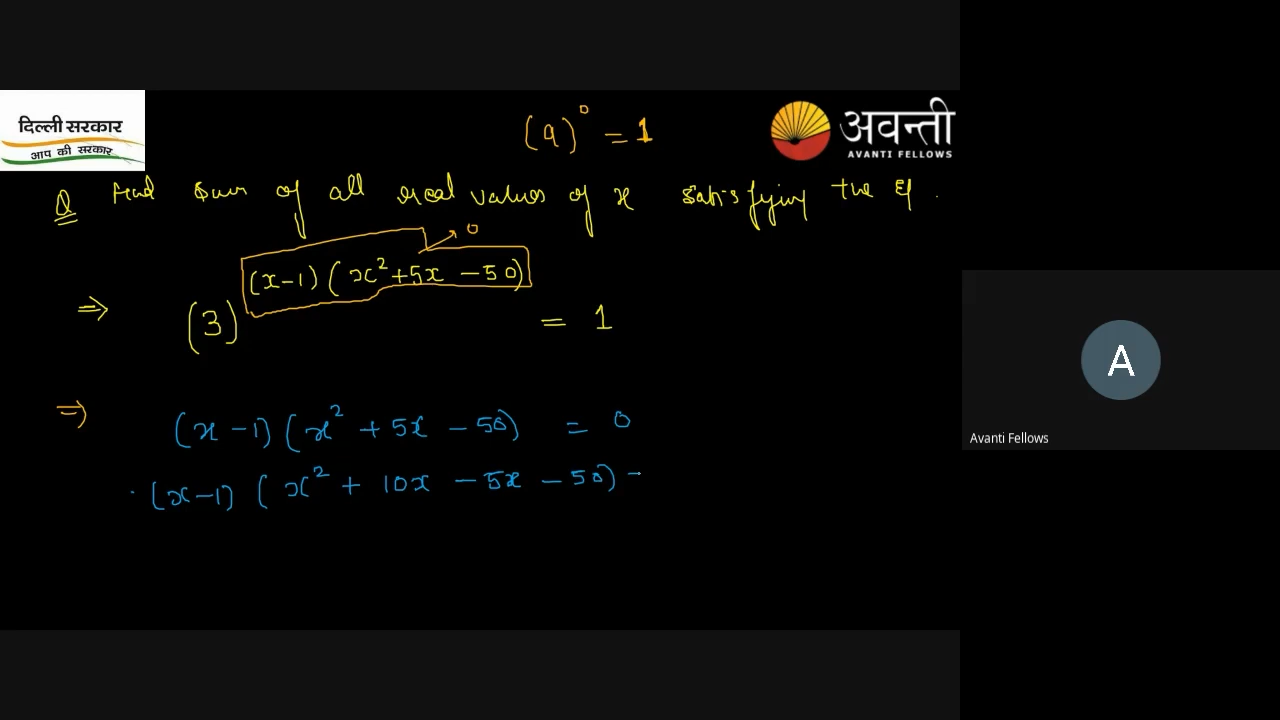 (a)⁰ = 1
दिल्ली सरकार
आप की सरकार
अवन्ती
AVANTI FELLOWS
Q Find Sum of all real values of x satisfying the Eq.
⇒ (3)^(x-1)(x²+5x-50) = 1
→ 0
⇒ (x-1)(x²+5x-50) = 0
(x-1)(x²+10x-5x-50) -
A
Avanti Fellows